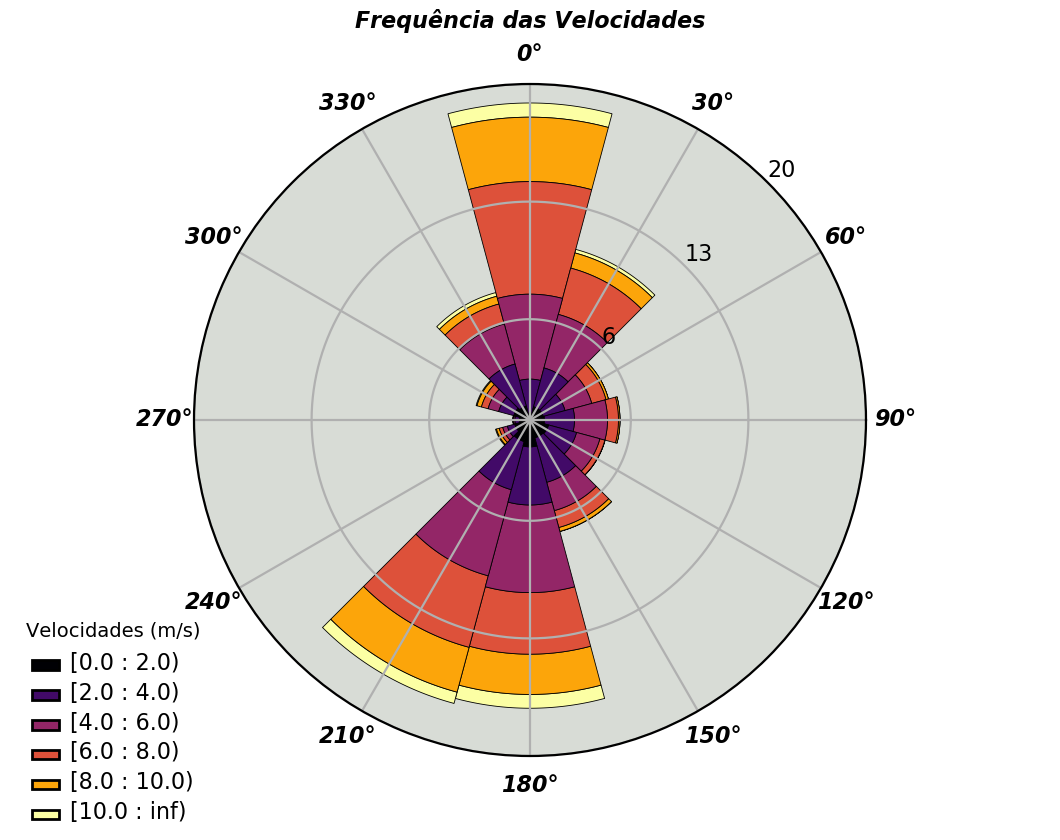 Frequência das Velocidades
0°
330°
30°
20
300°
60°
13
6
270°
90°
240°
120°
210°
150°
180°
Velocidades (m/s)
[0.0 : 2.0)
[2.0 : 4.0)
[4.0 : 6.0)
[6.0 : 8.0)
[8.0 : 10.0)
[10.0 : inf)